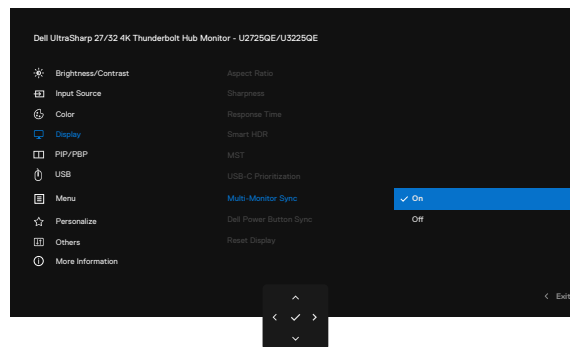 Dell UltraSharp 27/32 4K Thunderbolt Hub Monitor - U2725QE/U3225QE
Brightness/Contrast
Input Source
Color
Display
PIP/PBP
USB
Menu
Personalize
Others
More Information
Aspect Ratio
Sharpness
Response Time
Smart HDR
MST
USB-C Prioritization
Multi-Monitor Sync
Dell Power Button Sync
Reset Display
On
Off
Exit